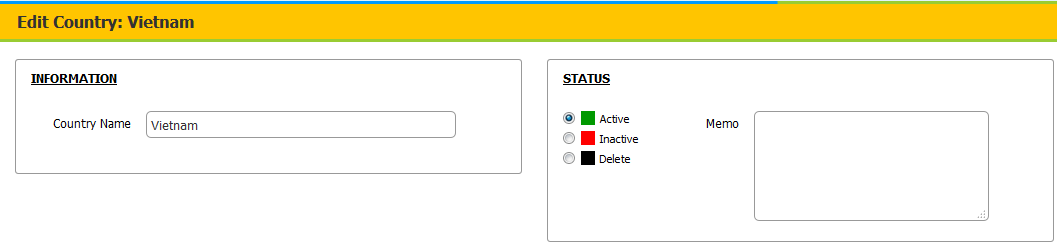 Edit Country: Vietnam
INFORMATION
Country Name Vietnam
STATUS
Active
Inactive
Delete
Memo